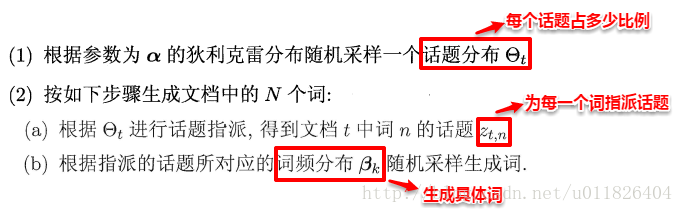 每个话题占多少比例
(1) 根据参数为 α 的狄利克雷分布随机采样一个话题分布 Θt
(2) 按如下步骤生成文档中的 N 个词:
为每一个词指派话题
(a) 根据 Θt 进行话题指派, 得到文档 t 中词 n 的话题 zt,n
(b) 根据指派的话题所对应的词频分布 βk 随机采样生成词.
生成具体词
dn.net/u011826404